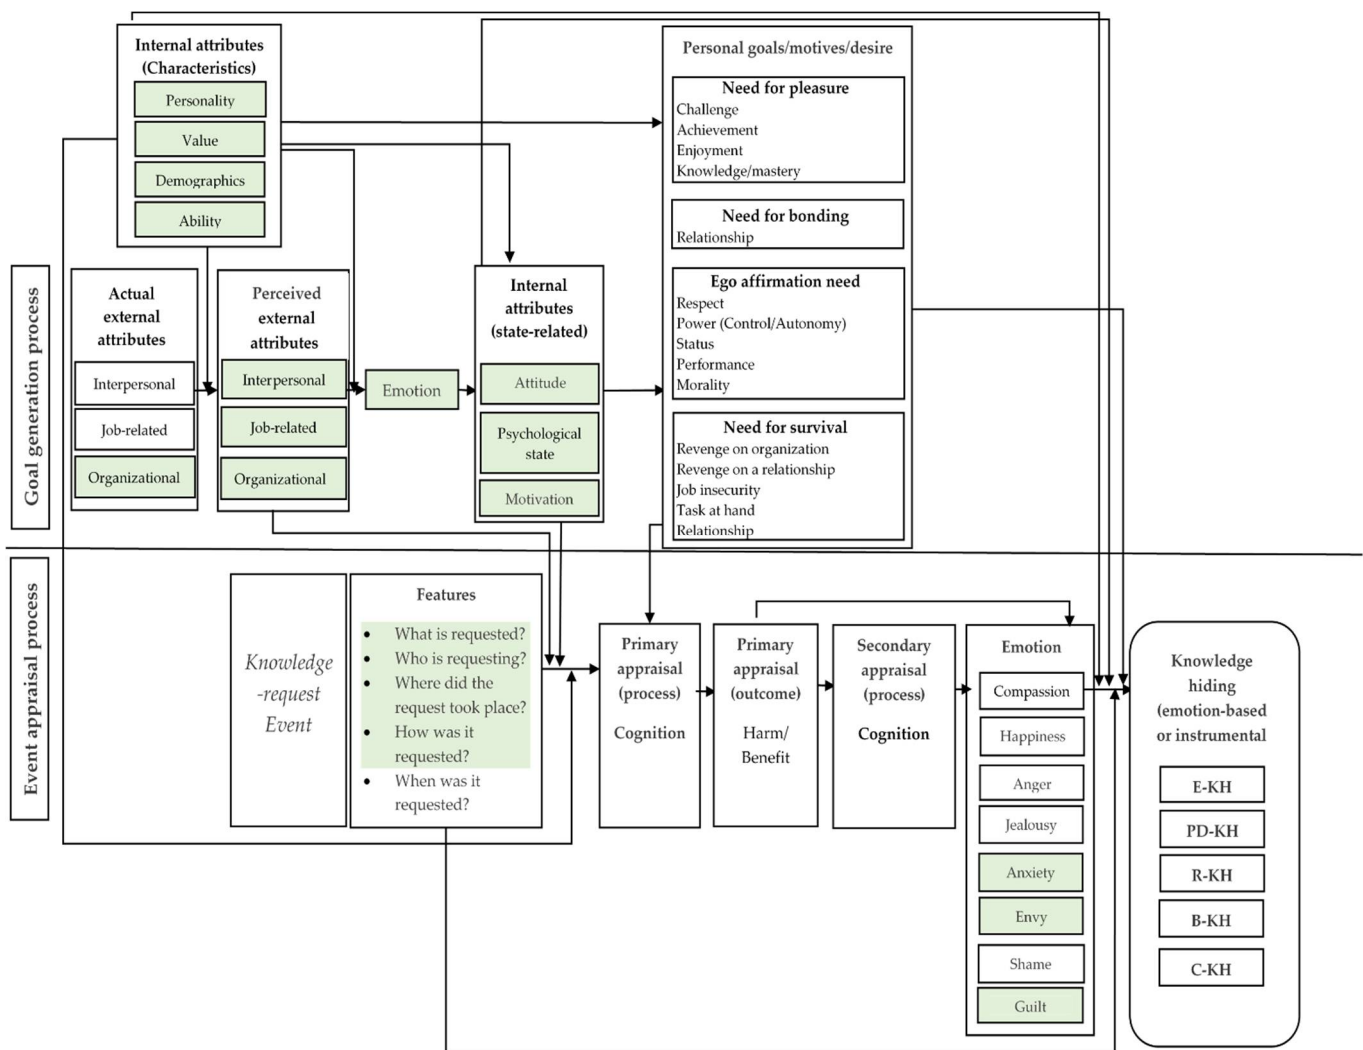 Internal attributes
(Characteristics)
Personality
Value
Demographics
Ability
Personal goals/motives/desire
Need for pleasure
Challenge
Achievement
Enjoyment
Knowledge/mastery
Need for bonding
Relationship
Ego affirmation need
Respect
Power (Control/Autonomy)
Status
Performance
Morality
Need for survival
Revenge on organization
Revenge on a relationship
Job insecurity
Task at hand
Relationship
Goal generation process
Actual
external
attributes
Interpersonal
Job-related
Organizational
Perceived
external
attributes
Interpersonal
Job-related
Organizational
Emotion
Internal
attributes
(state-related)
Attitude
Psychological
state
Motivation
Event appraisal process
Knowledge
-request
Event
Features
• What is requested?
• Who is requesting?
• Where did the
request took place?
• How was it
requested?
• When was it
requested?
Primary
appraisal
(process)
Cognition
Primary
appraisal
(outcome)
Harm/
Benefit
Secondary
appraisal
(process)
Cognition
Emotion
Compassion
Happiness
Anger
Jealousy
Anxiety
Envy
Shame
Guilt
Knowledge
hiding
(emotion-based
or instrumental
E-KH
PD-KH
R-KH
B-KH
C-KH